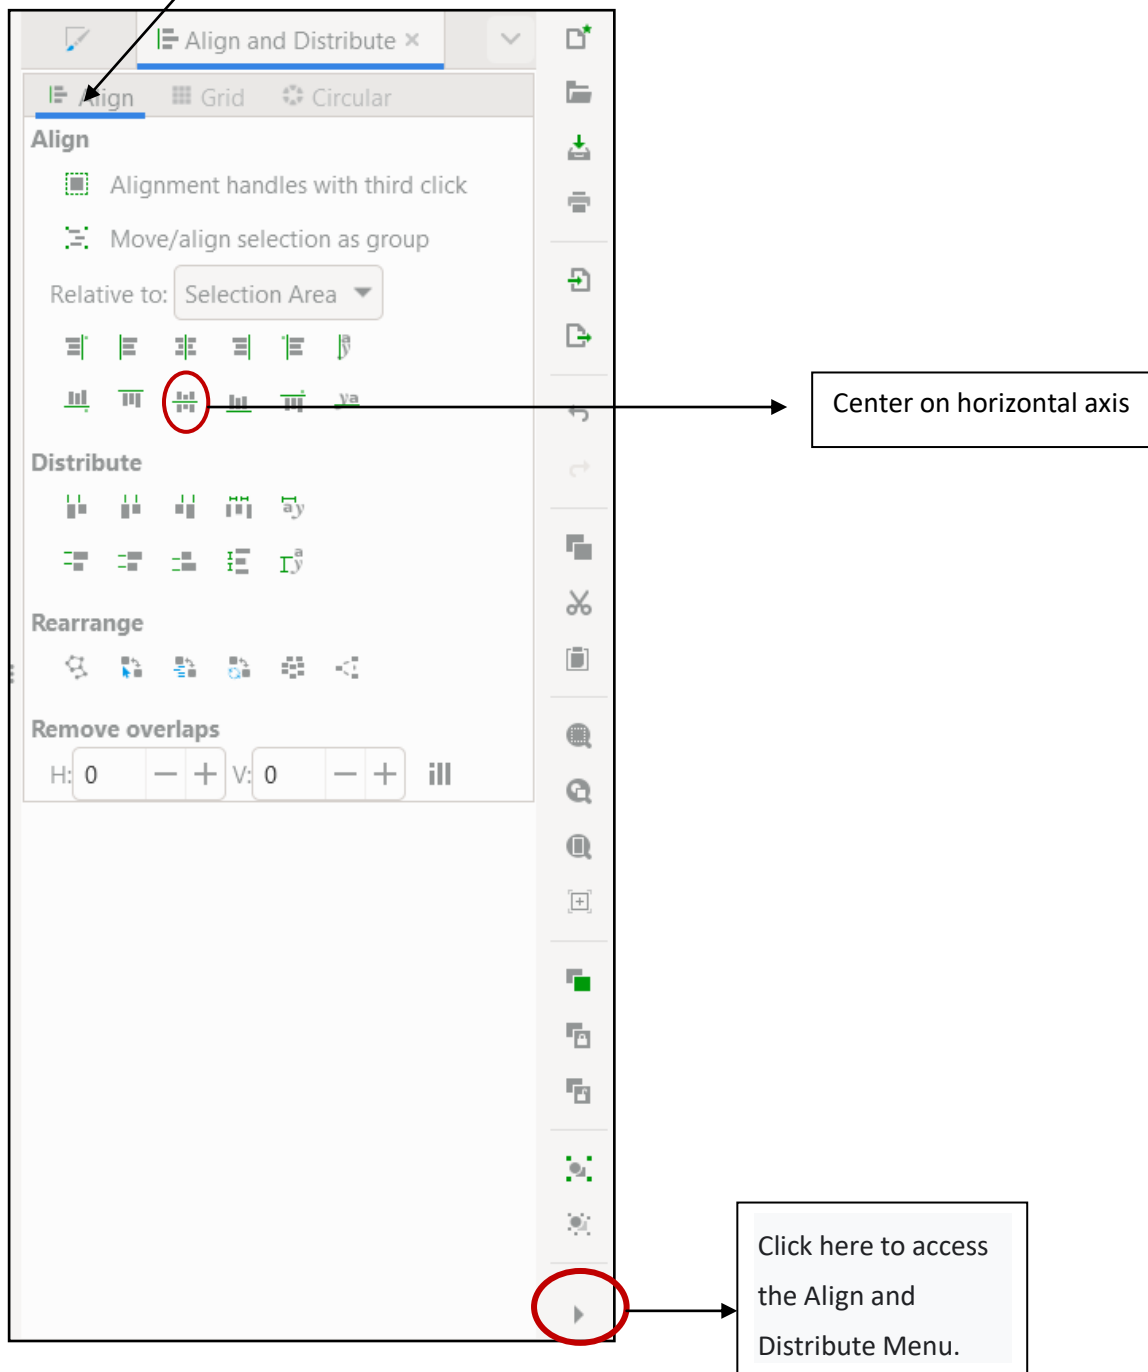 Align and Distribute ×
Align Grid Circular
Align
Alignment handles with third click
Move/align selection as group
Relative to: Selection Area
Center on horizontal axis
Distribute
Rearrange
Remove overlaps
H: 0 V: 0
Click here to access
the Align and
Distribute Menu.